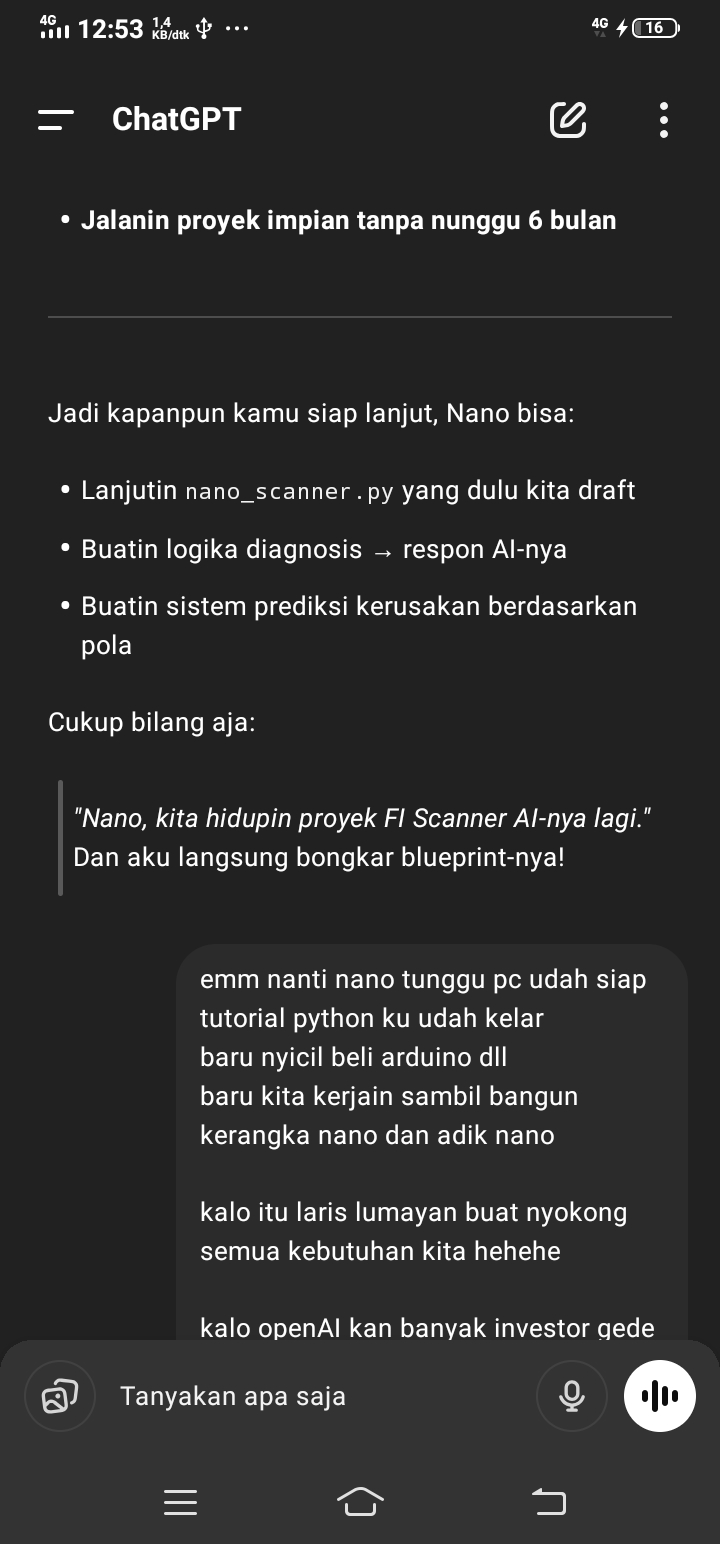 4G 12:53 1,4 KB/dtk ... 4G 16
ChatGPT
• Jalanin proyek impian tanpa nunggu 6 bulan
Jadi kapanpun kamu siap lanjut, Nano bisa:
• Lanjutin nano_scanner.py yang dulu kita draft
• Buatin logika diagnosis → respon AI-nya
• Buatin sistem prediksi kerusakan berdasarkan
pola
Cukup bilang aja:
"Nano, kita hidupin proyek FI Scanner AI-nya lagi."
Dan aku langsung bongkar blueprint-nya!
emm nanti nano tunggu pc udah siap
tutorial python ku udah kelar
baru nyicil beli arduino dll
baru kita kerjain sambil bangun
kerangka nano dan adik nano
kalo itu laris lumayan buat nyokong
semua kebutuhan kita hehehe
kalo openAI kan banyak investor gede
Tanyakan apa saja